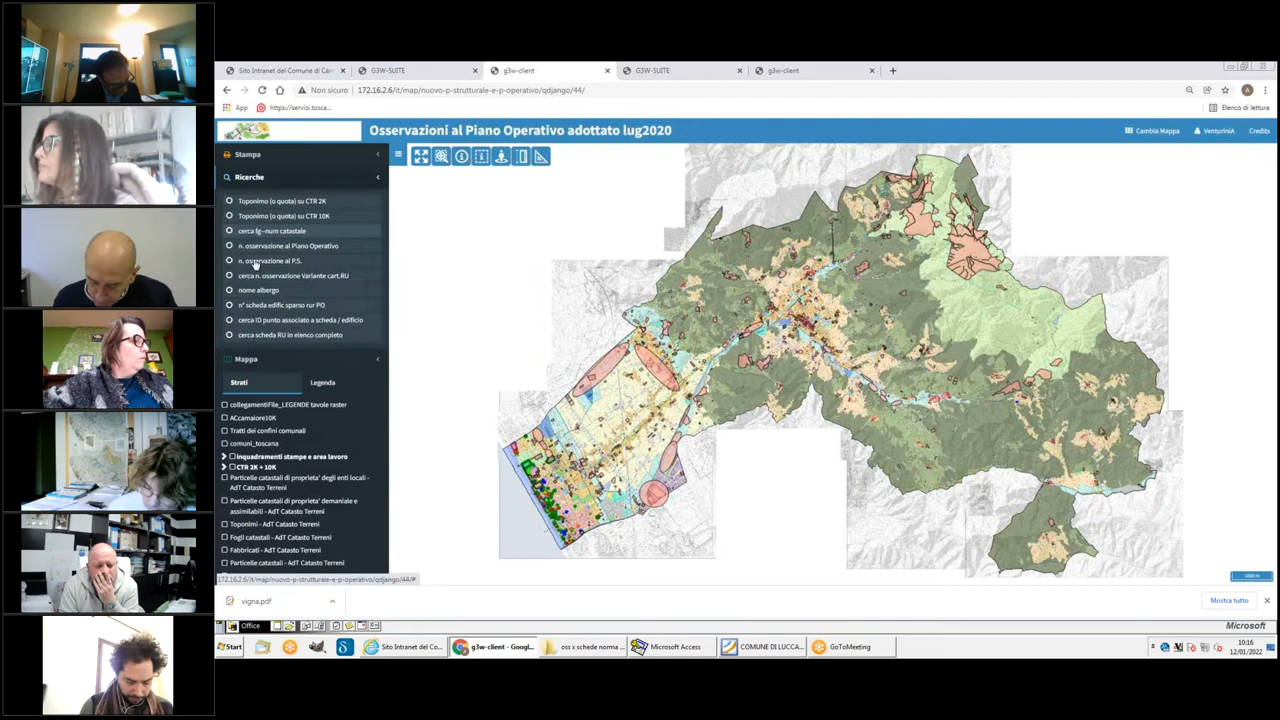 Sito Intranet del Comune di Car
G3W-SUITE
g3w-client
G3W-SUITE
g3w-client
Non sicuro
172.16.2.6/it/map/nuovo-p-strutturale-e-p-operativo/qdjango/44/
App
https://servizi.tosca...
Elenco di lettura
Osservazioni al Piano Operativo adottato lug2020
Cambia Mappa
VenturiniA
Credits
Stampa
Ricerche
Toponimo (o quota) su CTR 2K
Toponimo (o quota) su CTR 10K
cerca fg-num catastale
n. osservazione al Piano Operativo
n. osservazione al P.S.
cerca n. osservazione Variante cart.RU
nome albergo
n° scheda edific sparso rur PO
cerca ID punto associato a scheda / edificio
cerca scheda RU in elenco completo
Mappa
Strati
Legenda
collegamentiFile_LEGENDE tavole raster
ACcamaiore10K
Tratti dei confini comunali
comuni_toscana
Inquadramenti stampe e area lavoro
CTR 2K + 10K
Particelle catastali di proprieta' degli enti locali -
AdT Catasto Terreni
Particelle catastali di proprieta' demaniale e
assimilabili - AdT Catasto Terreni
Toponimi - AdT Catasto Terreni
Fogli catastali - AdT Catasto Terreni
Fabbricati - AdT Catasto Terreni
Particelle catastali - AdT Catasto Terreni
172.16.2.6/it/map/nuovo-p-strutturale-e-p-operativo/qdjango/44/#
vigna.pdf
Mostra tutto
Office
Microsoft
Start
Sito Intranet del Co...
g3w-client - Googl...
oss x schede norma ...
Microsoft Access
COMUNE DI LUCCA...
GoToMeeting
10:16
12/01/2022